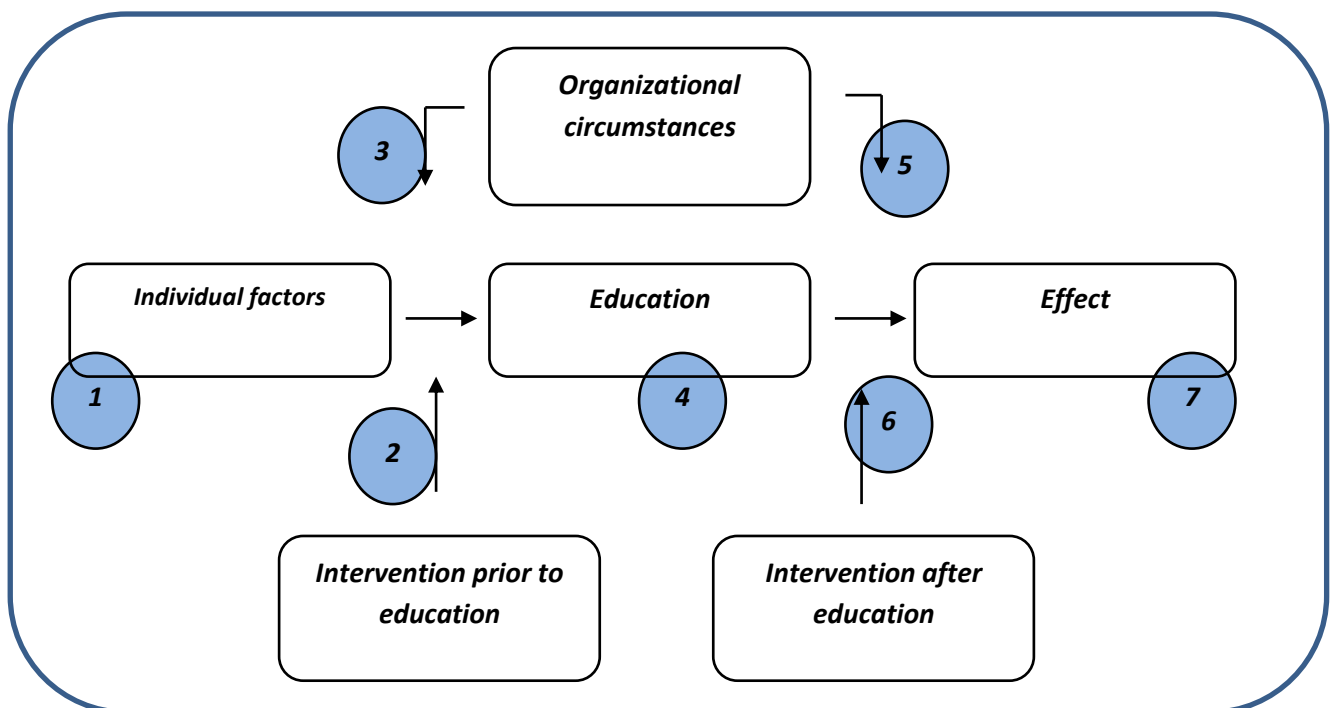 Organizational
circumstances
3
5
Individual factors
Education
Effect
1
4
7
2
6
Intervention prior to
education
Intervention after
education